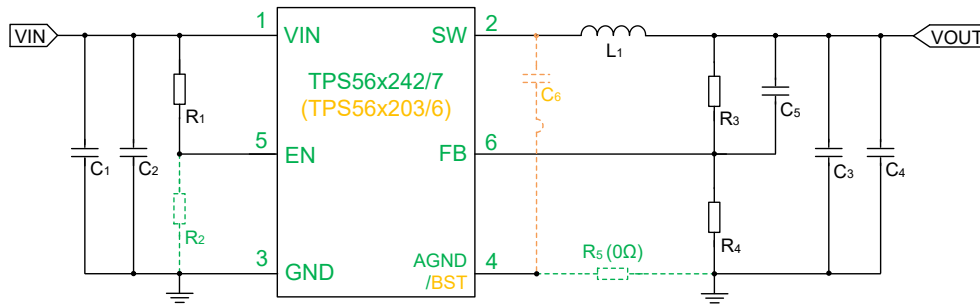 VIN
1
VIN
SW
2
L1
VOUT
TPS56x242/7
(TPS56x203/6)
C6
R1
R3
C5
5
EN
FB
6
C1
C2
C3
C4
R2
R4
3
GND
AGND
/BST
4
R5 (0Ω)